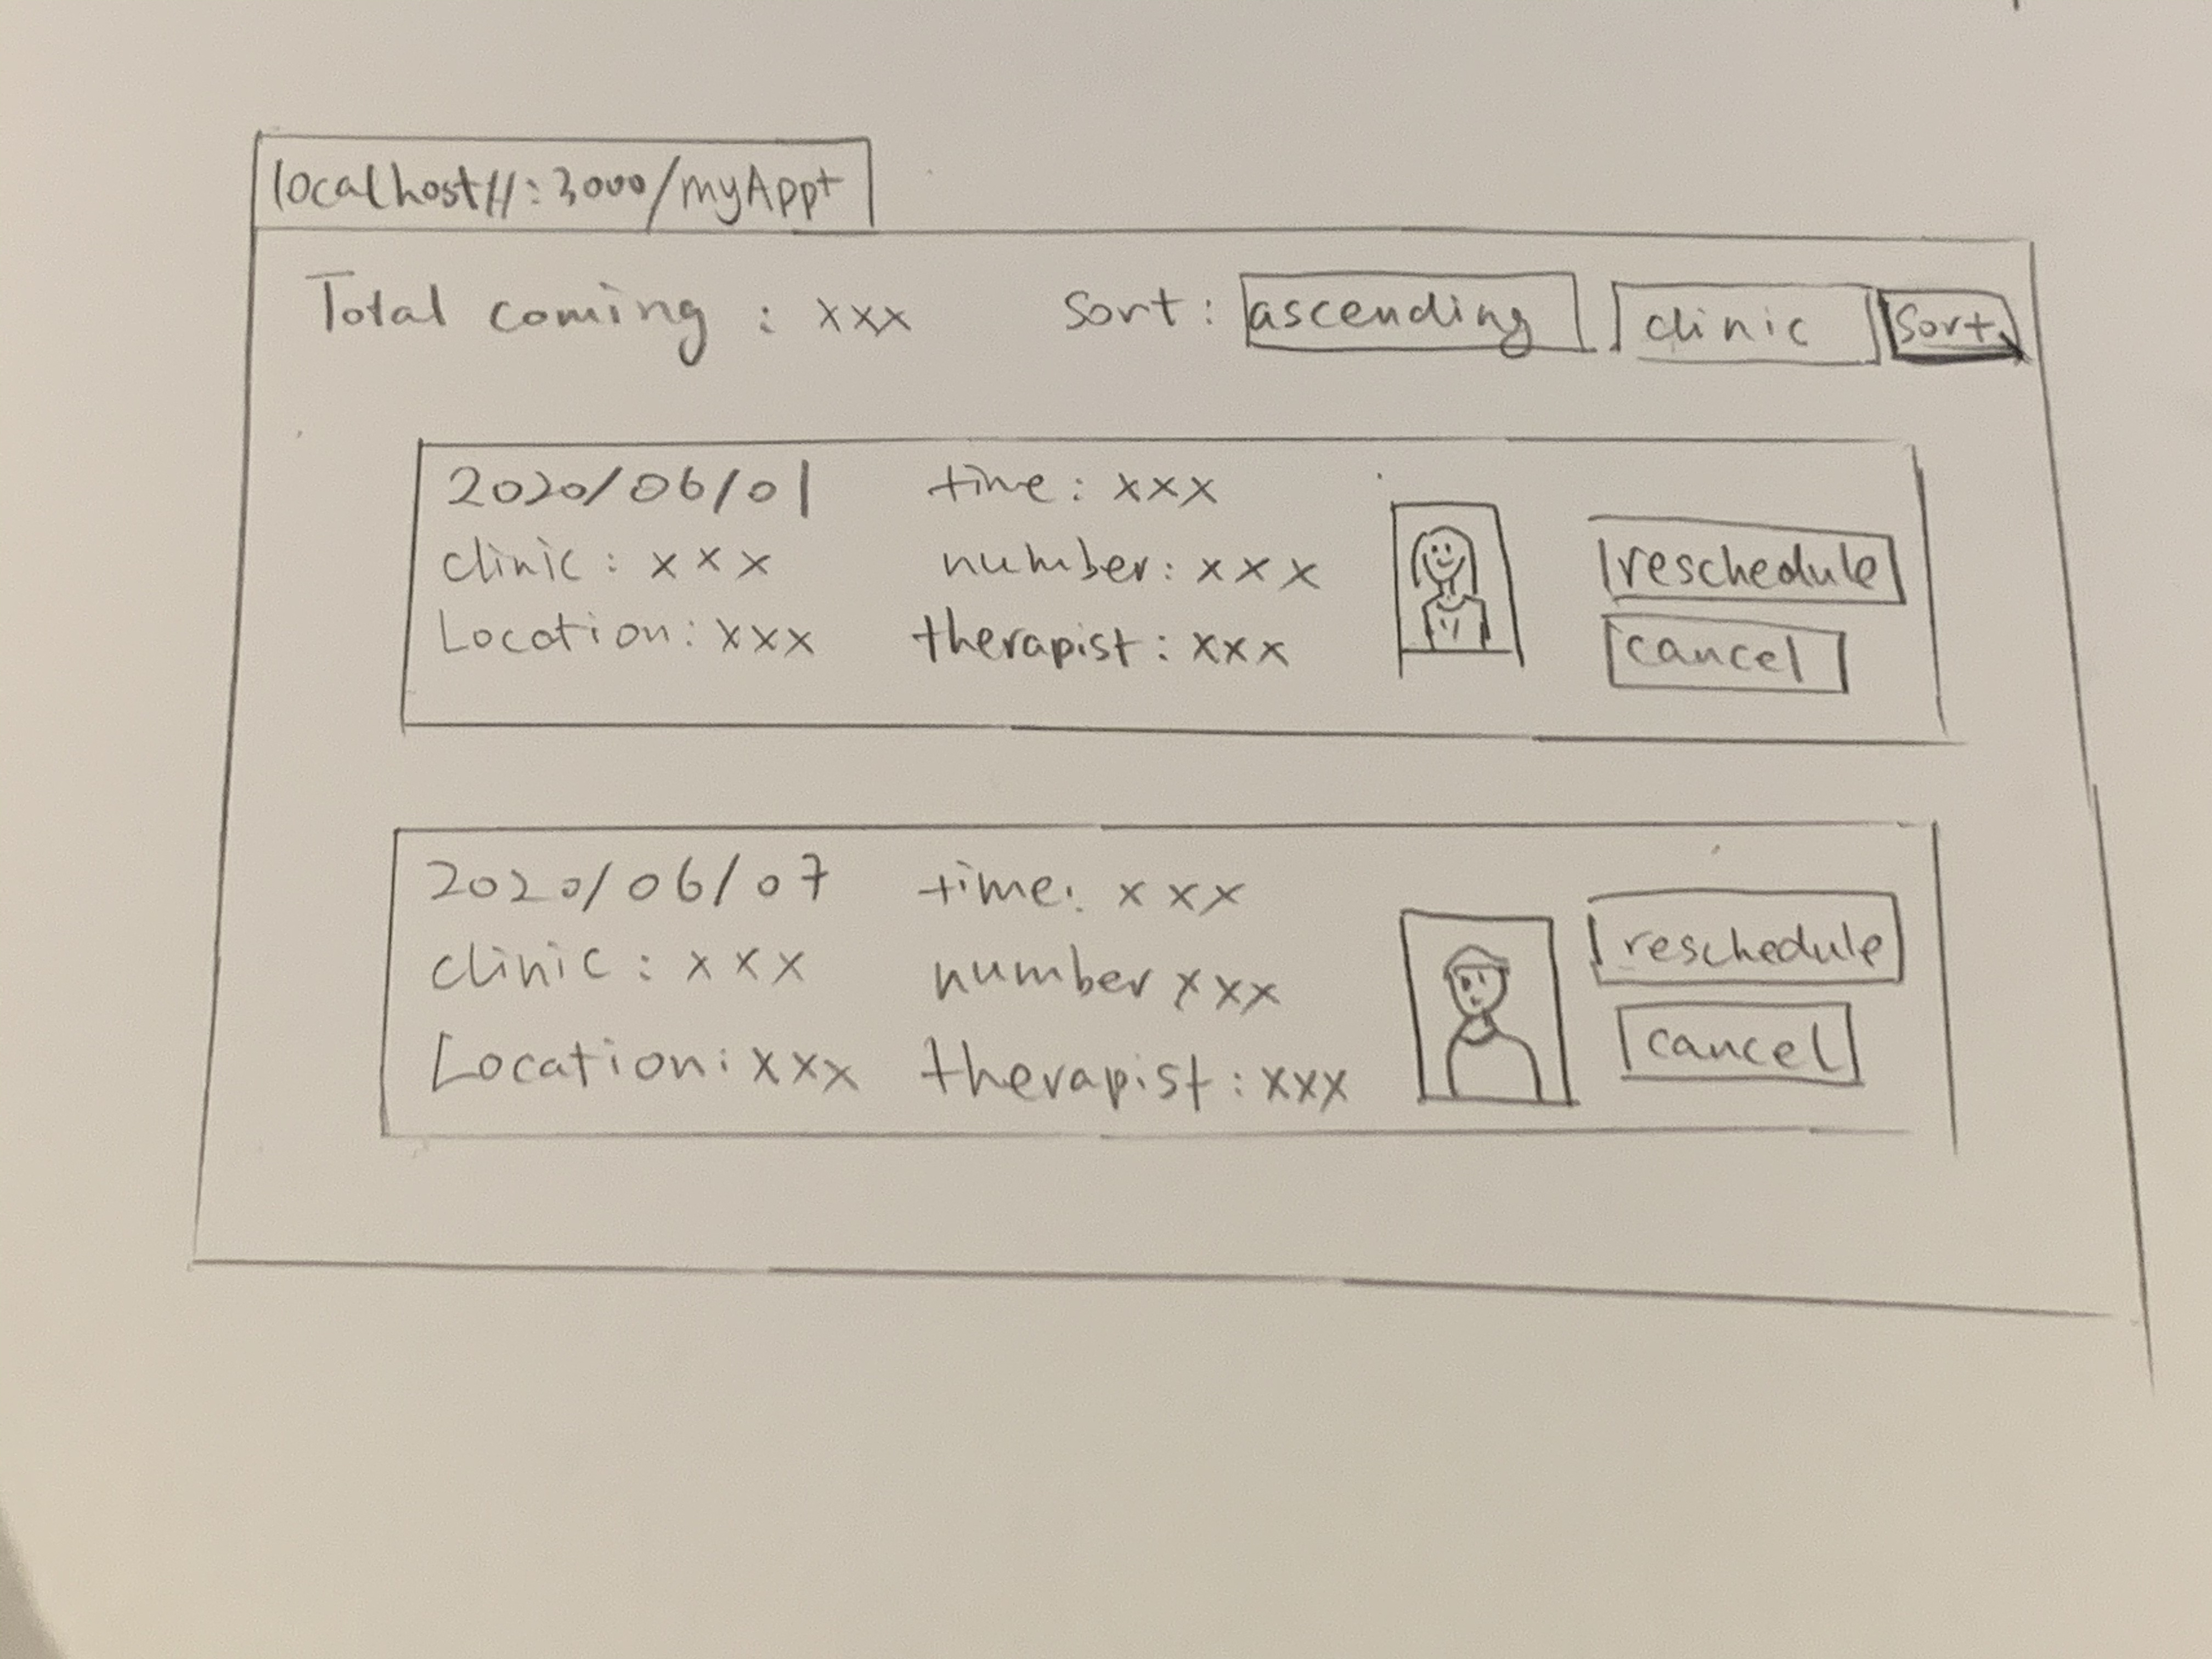 localhost//:3000/myAppt
Total coming : xxx sort : ascending clinic sort
2020/06/01 time : xxx
clinic : xxx number : xxx reschedule
Location : xxx therapist : xxx cancel
2020/06/07 time : xxx
clinic : xxx number xxx reschedule
Location : xxx therapist : xxx cancel